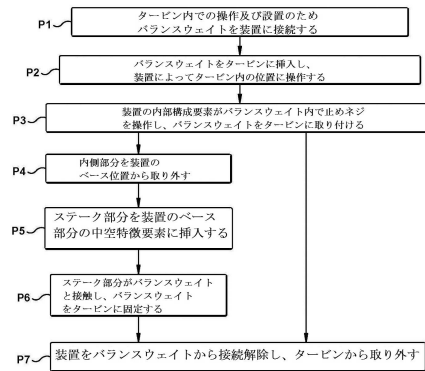 P1
タービン内での操作及び設置のため
バランスウェイトを装置に接続する
P2
バランスウェイトをタービンに挿入し、
装置によってタービン内の位置に操作する
P3
装置の内部構成要素がバランスウェイト内で止めネジ
を操作し、バランスウェイトをタービンに取り付ける
P4
内側部分を装置の
ベース位置から取り外す
P5
ステーク部分を装置のベース
部分の中空特徴要素に挿入する
P6
ステーク部分がバランスウェイト
と接触し、バランスウェイト
をタービンに固定する
P7
装置をバランスウェイトから接続解除し、タービンから取り外す